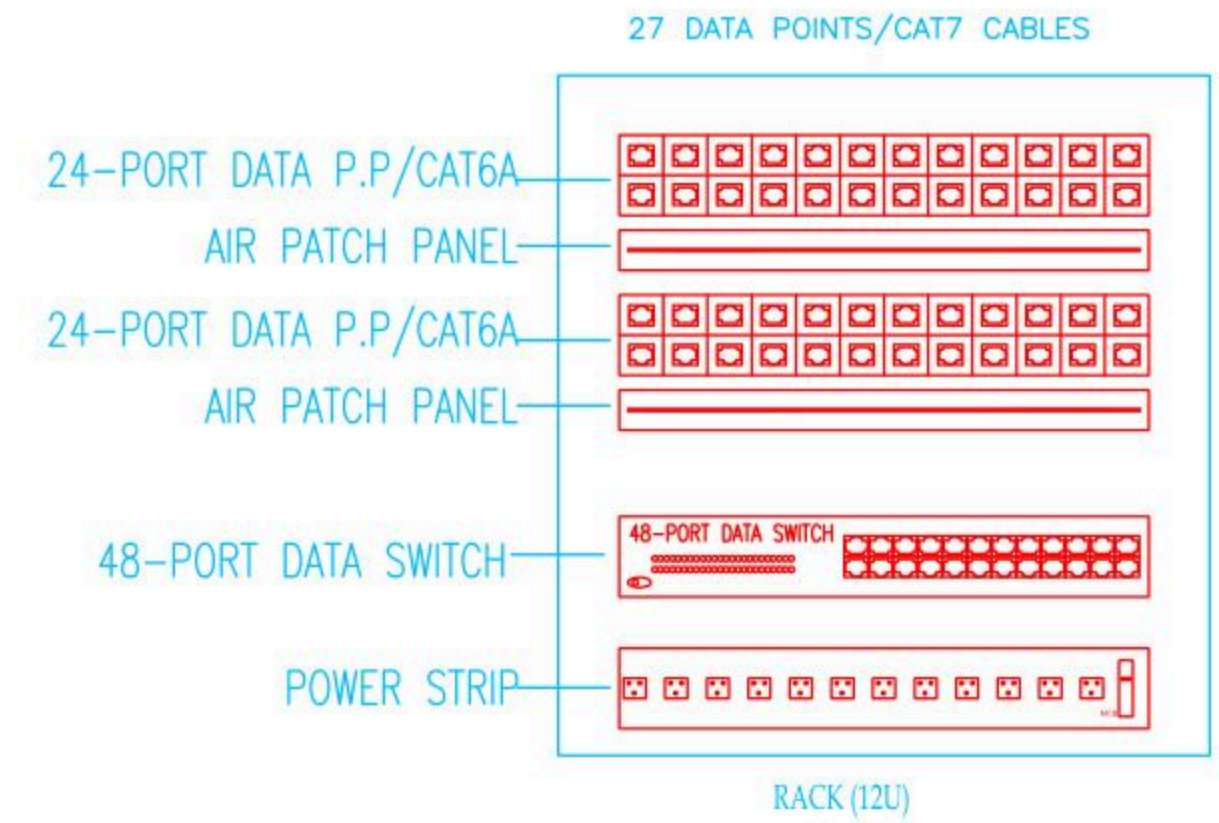 27 DATA POINTS/CAT7 CABLES
24-PORT DATA P.P/CAT6A
AIR PATCH PANEL
24-PORT DATA P.P/CAT6A
AIR PATCH PANEL
48-PORT DATA SWITCH
48-PORT DATA SWITCH
POWER STRIP
RACK (12U)